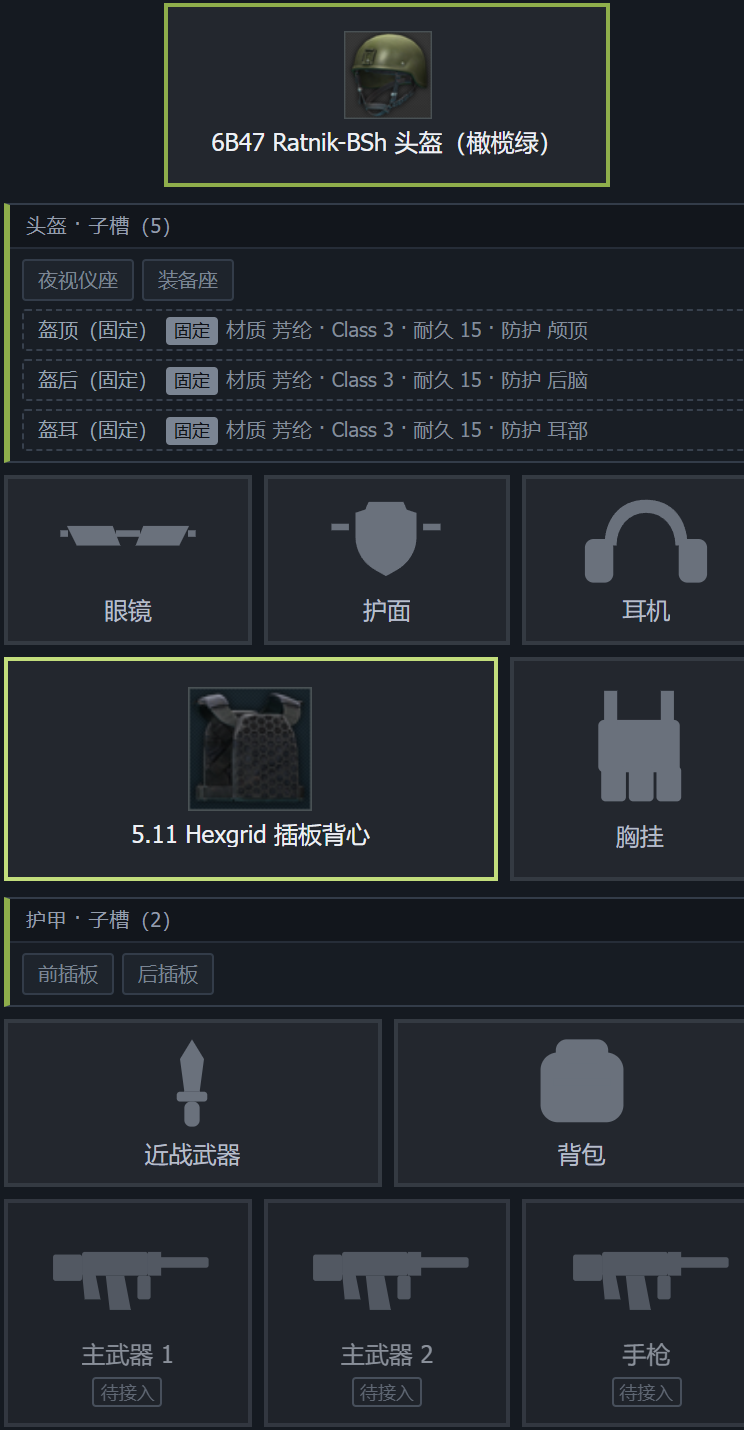 6B47 Ratnik-BSh 头盔（橄榄绿）
头盔 · 子槽（5）
夜视仪座 装备座
盔顶（固定） 固定 材质 芳纶 · Class 3 · 耐久 15 · 防护 颅顶
盔后（固定） 固定 材质 芳纶 · Class 3 · 耐久 15 · 防护 后脑
盔耳（固定） 固定 材质 芳纶 · Class 3 · 耐久 15 · 防护 耳部
眼镜 护面 耳机
5.11 Hexgrid 插板背心 胸挂
护甲 · 子槽（2）
前插板 后插板
近战武器 背包
主武器 1 主武器 2 手枪
待接入 待接入 待接入